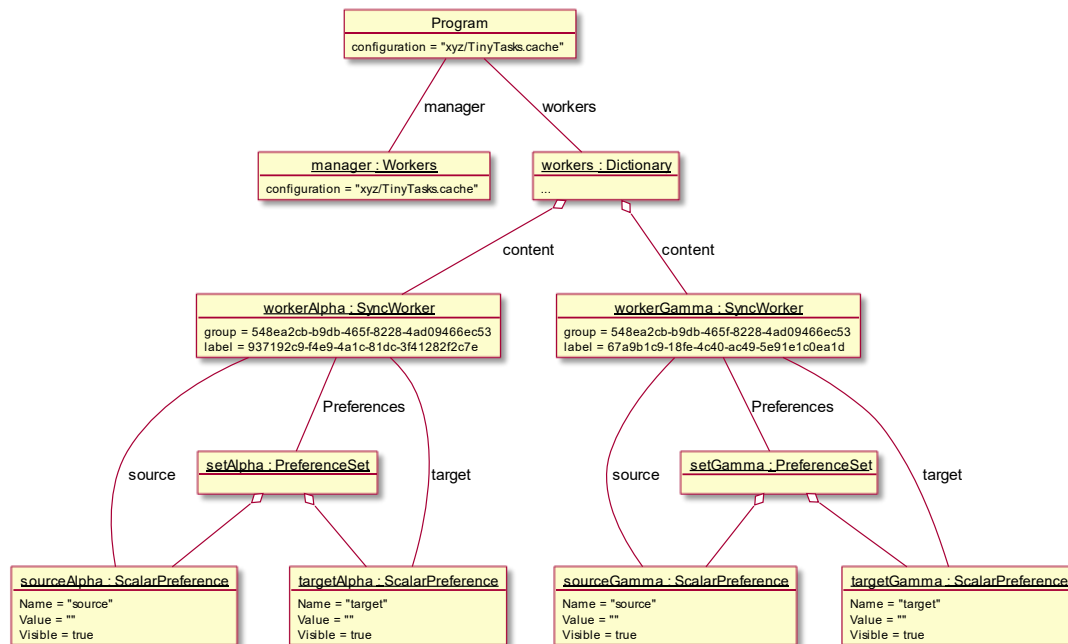 Program
configuration = "xyz/TinyTasks.cache"
manager
workers
manager : Workers
configuration = "xyz/TinyTasks.cache"
workers : Dictionary
...
content
content
workerAlpha : SyncWorker
group = 548ea2cb-b9db-465f-8228-4ad09466ec53
label = 937192c9-f4e9-4a1c-81dc-3f41282f2c7e
workerGamma : SyncWorker
group = 548ea2cb-b9db-465f-8228-4ad09466ec53
label = 67a9b1c9-18fe-4c40-ac49-5e91e1c0ea1d
Preferences
Preferences
source
setAlpha : PreferenceSet
target
source
setGamma : PreferenceSet
target
sourceAlpha : ScalarPreference
Name = "source"
Value = ""
Visible = true
targetAlpha : ScalarPreference
Name = "target"
Value = ""
Visible = true
sourceGamma : ScalarPreference
Name = "source"
Value = ""
Visible = true
targetGamma : ScalarPreference
Name = "target"
Value = ""
Visible = true